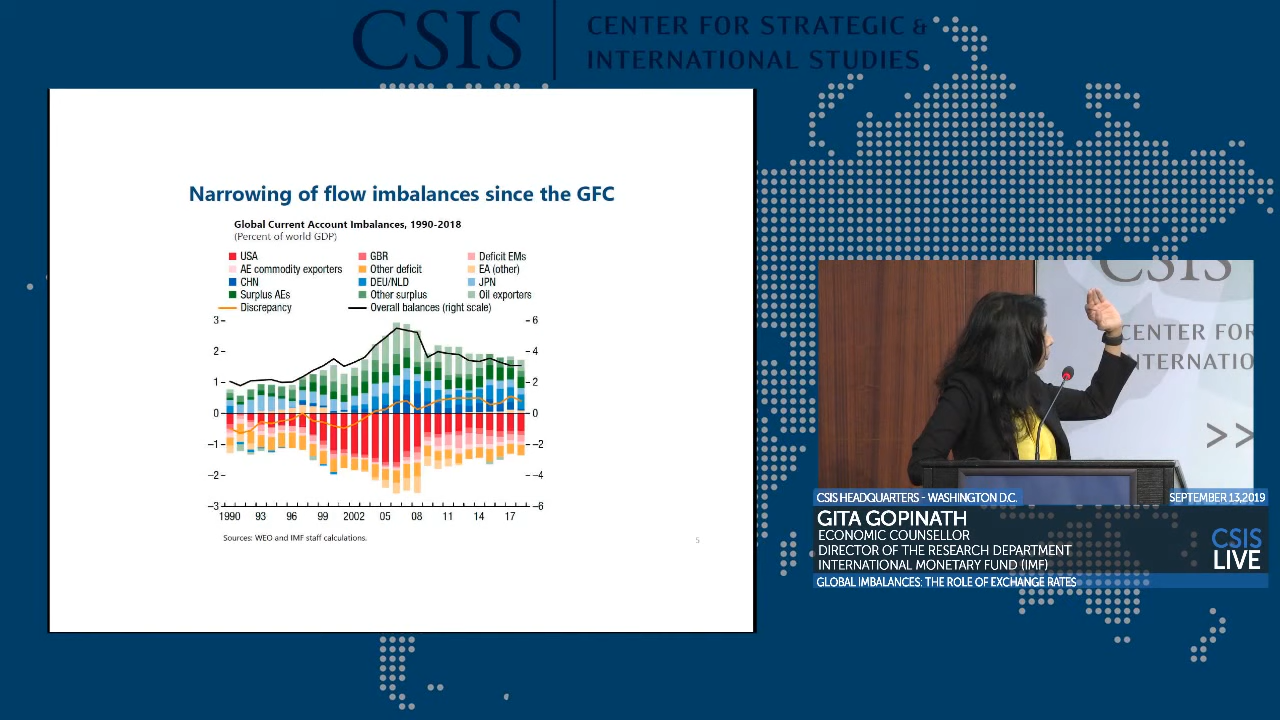 CSIS
CENTER FOR STRATEGIC &
INTERNATIONAL STUDIES
Narrowing of flow imbalances since the GFC
Global Current Account Imbalances, 1990-2018
(Percent of world GDP)
USA GBR Deficit EMs
AE commodity exporters Other deficit EA (other)
CHN DEU/NLD JPN
Surplus AEs Other surplus Oil exporters
Discrepancy Overall balances (right scale)
3 6
2 4
1 2
0 0
-1 -2
-2 -4
-3 -6
1990 93 96 99 2002 05 08 11 14 17
Sources: WEO and IMF staff calculations.
5
CSIS
CENTER FOR
INTERNATIO
>>
CSIS HEADQUARTERS - WASHINGTON D.C. SEPTEMBER 13,2019
GITA GOPINATH
ECONOMIC COUNSELLOR
DIRECTOR OF THE RESEARCH DEPARTMENT
INTERNATIONAL MONETARY FUND (IMF)
CSIS
LIVE
GLOBAL IMBALANCES: THE ROLE OF EXCHANGE RATES